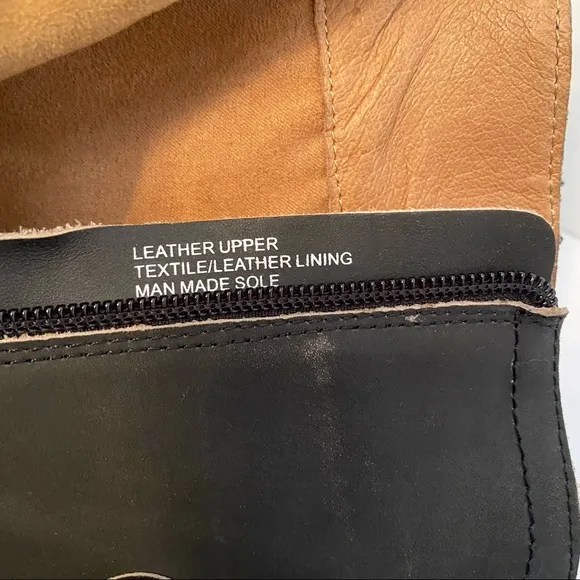 LEATHER UPPER
TEXTILE/LEATHER LINING
MAN MADE SOLE